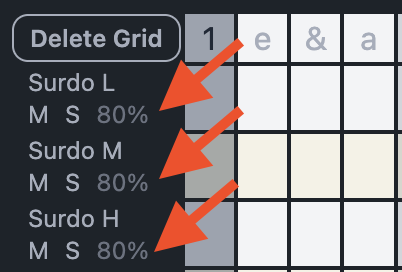 Delete Grid 1 e & a
Surdo L
M S 80%
Surdo M
M S 80%
Surdo H
M S 80%